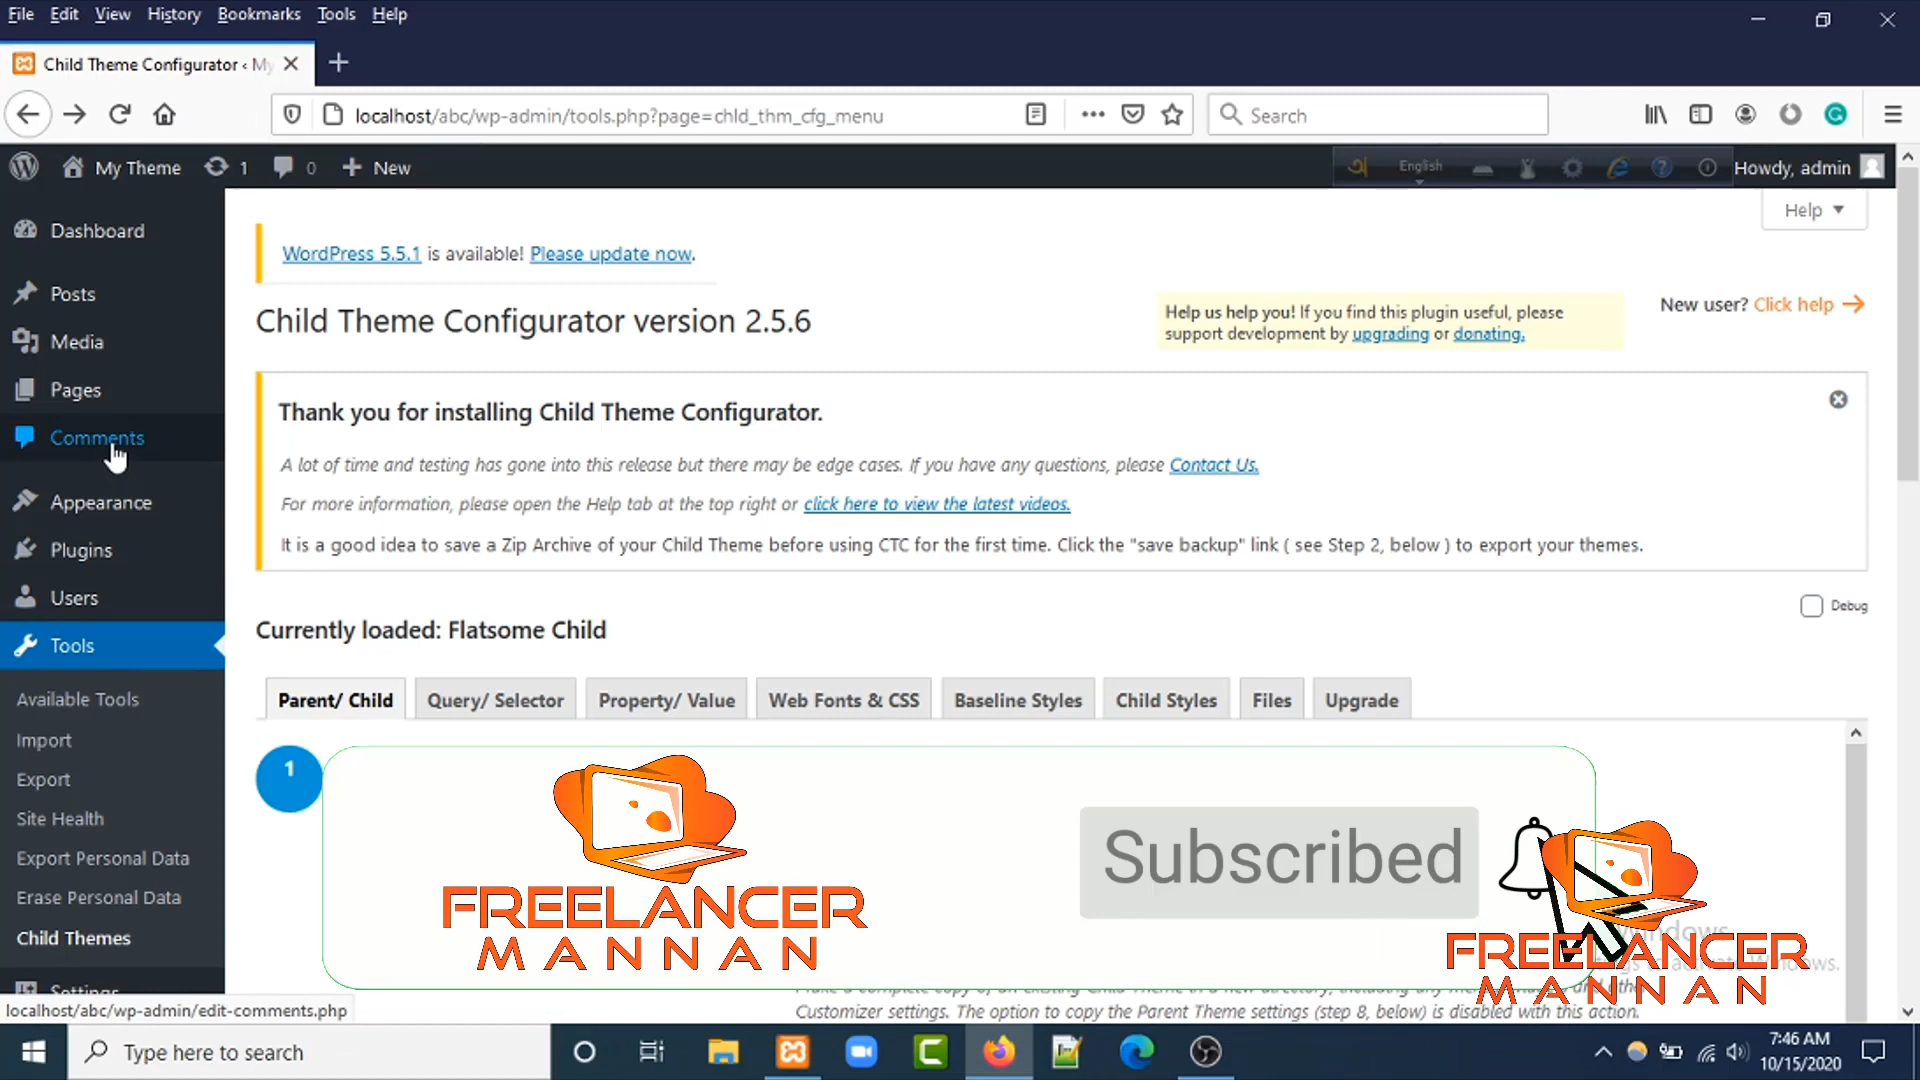 File Edit View History Bookmarks Tools Help
Child Theme Configurator ‹ My
localhost/abc/wp-admin/tools.php?page=chld_thm_cfg_menu
Search
My Theme 1 0 New
English
Howdy, admin
Help
Dashboard
Posts
Media
Pages
Comments
Appearance
Plugins
Users
Tools
Available Tools
Import
Export
Site Health
Export Personal Data
Erase Personal Data
Child Themes
Settings
WordPress 5.5.1 is available! Please update now.
Child Theme Configurator version 2.5.6
Help us help you! If you find this plugin useful, please
support development by upgrading or donating.
New user? Click help
Thank you for installing Child Theme Configurator.
A lot of time and testing has gone into this release but there may be edge cases. If you have any questions, please Contact Us.
For more information, please open the Help tab at the top right or click here to view the latest videos.
It is a good idea to save a Zip Archive of your Child Theme before using CTC for the first time. Click the "save backup" link ( see Step 2, below ) to export your themes.
Debug
Currently loaded: Flatsome Child
Parent/ Child Query/ Selector Property/ Value Web Fonts & CSS Baseline Styles Child Styles Files Upgrade
1
FREELANCER
MANNAN
Subscribed
FREELANCER
MANNAN
Customizer settings. The option to copy the Parent Theme settings (step 8, below) is disabled with this action.
localhost/abc/wp-admin/edit-comments.php
Type here to search
7:46 AM
10/15/2020